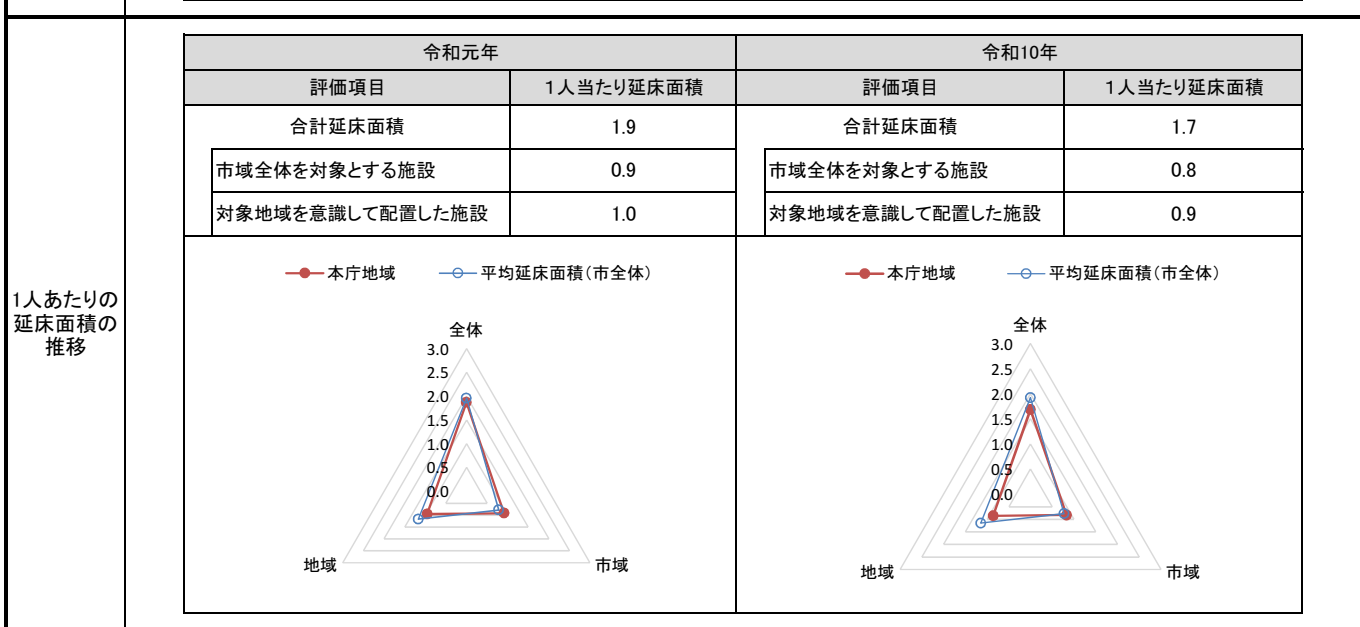 1人あたりの
延床面積の
推移
令和元年
評価項目 1人当たり延床面積
合計延床面積 1.9
市域全体を対象とする施設 0.9
対象地域を意識して配置した施設 1.0
本庁地域 平均延床面積(市全体)
全体
3.0
2.5
2.0
1.5
1.0
0.5
0.0
地域 市域
令和10年
評価項目 1人当たり延床面積
合計延床面積 1.7
市域全体を対象とする施設 0.8
対象地域を意識して配置した施設 0.9
本庁地域 平均延床面積(市全体)
全体
3.0
2.5
2.0
1.5
1.0
0.5
0.0
地域 市域